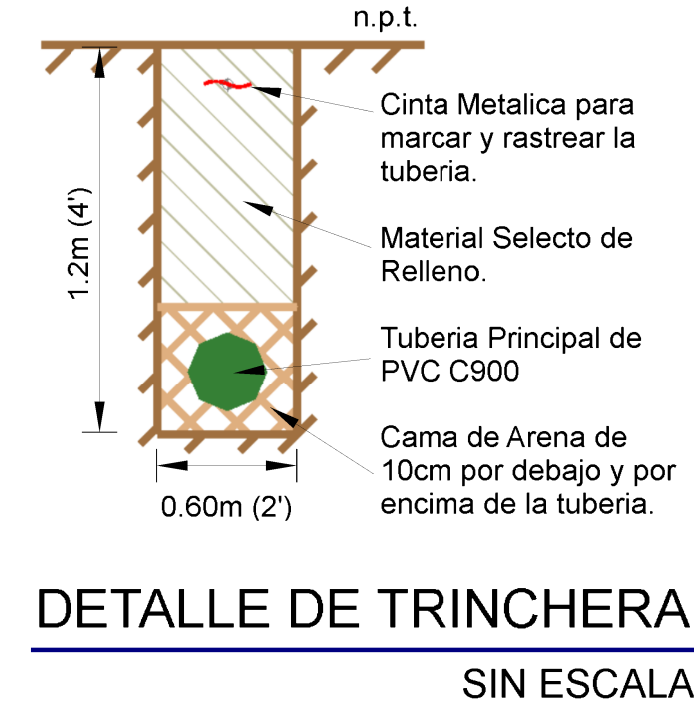 n.p.t.
Cinta Metalica para
marcar y rastrear la
tuberia.
1.2m (4')
Material Selecto de
Relleno.
Tuberia Principal de
PVC C900
Cama de Arena de
10cm por debajo y por
encima de la tuberia.
0.60m (2')
DETALLE DE TRINCHERA
SIN ESCALA